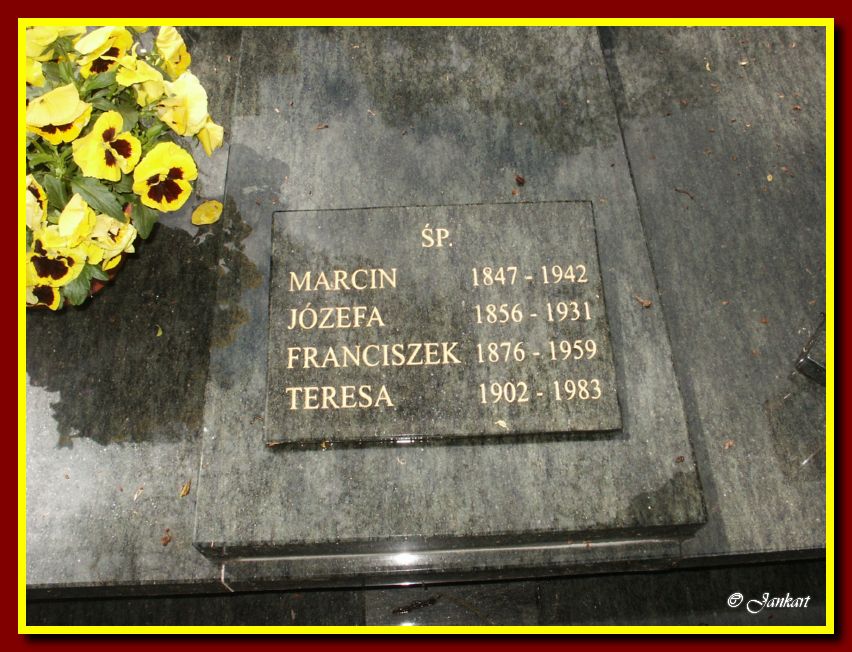 ŚP.
MARCIN 1847 - 1942
JÓZEFA 1856 - 1931
FRANCISZEK 1876 - 1959
TERESA 1902 - 1983
© Jankart